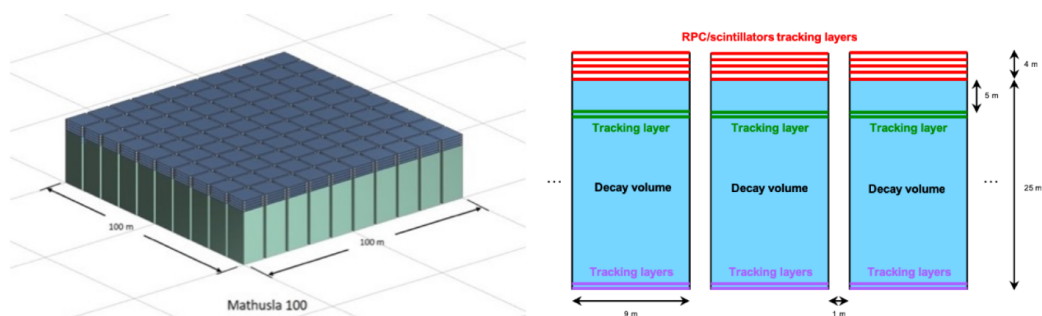 100 m
100 m
Mathusla 100
RPC/scintillators tracking layers
4 m
5 m
Tracking layer
Tracking layer
Tracking layer
...
Decay volume
Decay volume
Decay volume
...
25 m
Tracking layers
Tracking layers
Tracking layers
9 m
1 m